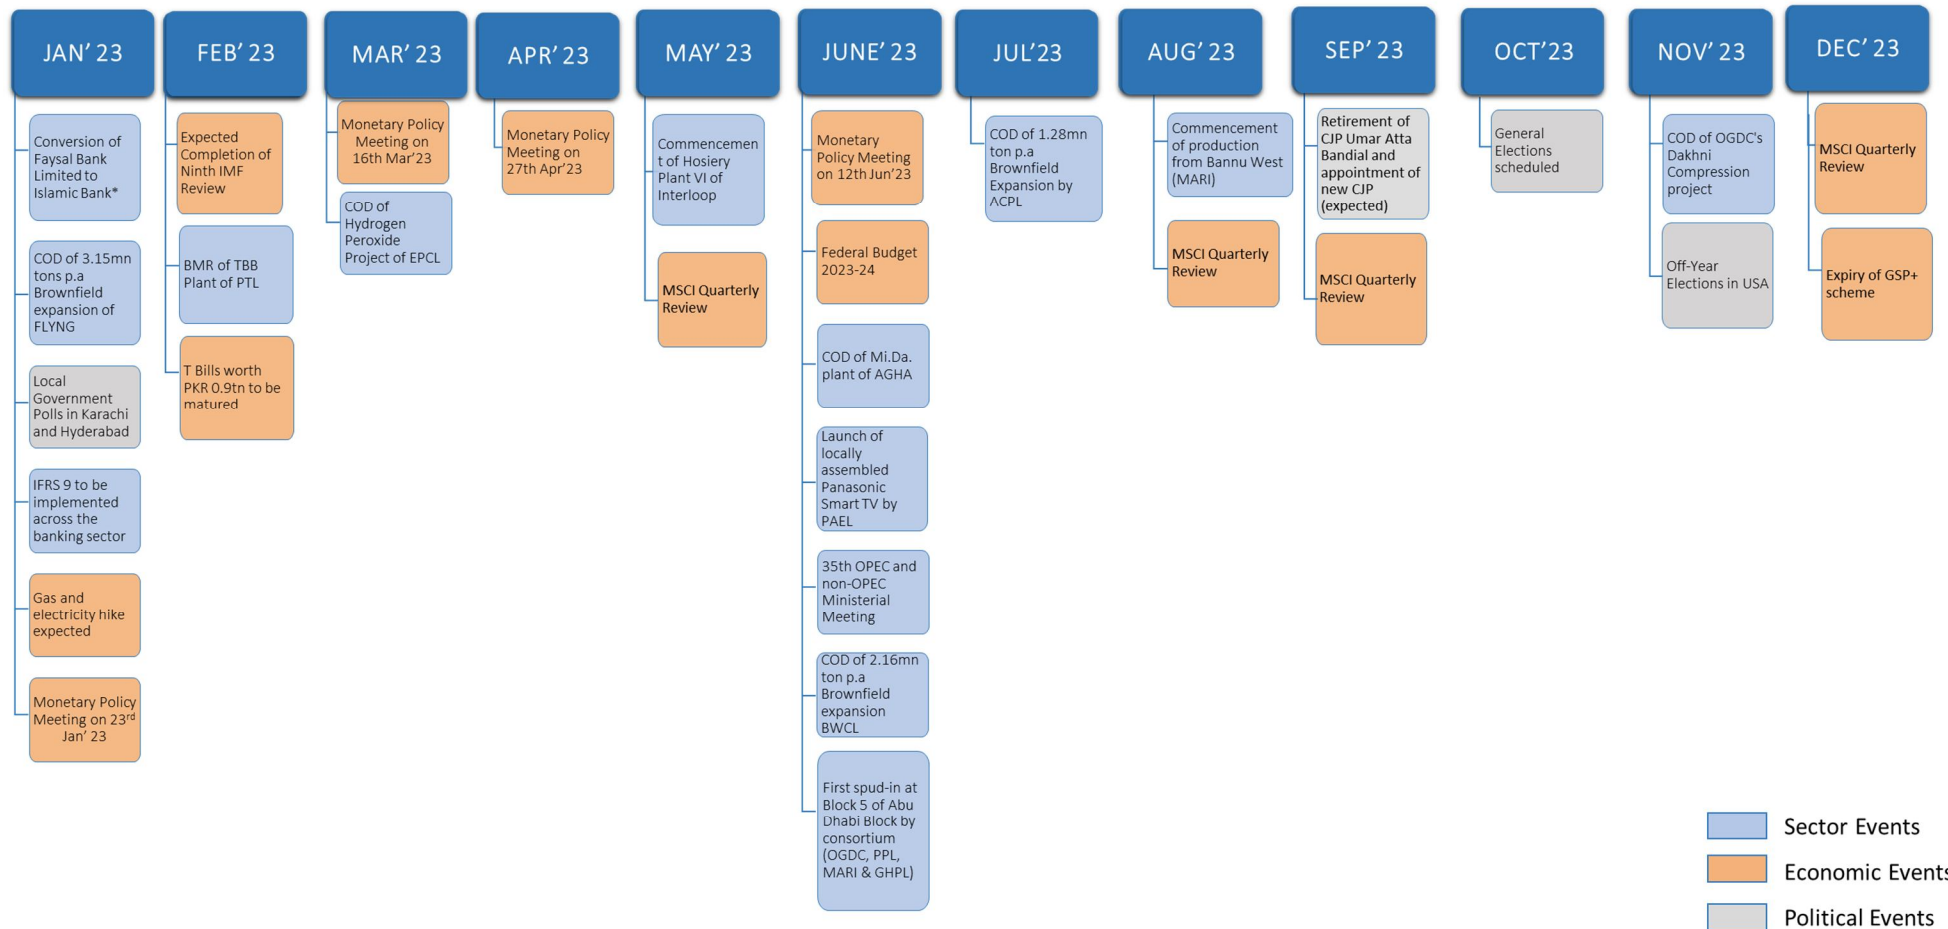 JAN' 23
Conversion of
Faysal Bank
Limited to
Islamic Bank*
COD of 3.15mn
tons p.a
Brownfield
expansion of
FLYNG
Local
Government
Polls in Karachi
and Hyderabad
IFRS 9 to be
implemented
across the
banking sector
Gas and
electricity hike
expected
Monetary Policy
Meeting on 23rd
Jan' 23
FEB' 23
Expected
Completion of
Ninth IMF
Review
BMR of TBB
Plant of PTL
T Bills worth
PKR 0.9tn to be
matured
MAR' 23
Monetary Policy
Meeting on
16th Mar'23
COD of
Hydrogen
Peroxide
Project of EPCL
APR' 23
Monetary Policy
Meeting on
27th Apr'23
MAY' 23
Commencemen
t of Hosiery
Plant VI of
Interloop
MSCI Quarterly
Review
JUNE' 23
Monetary
Policy Meeting
on 12th Jun'23
Federal Budget
2023-24
COD of Mi.Da.
plant of AGHA
Launch of
locally
assembled
Panasonic
Smart TV by
PAEL
35th OPEC and
non-OPEC
Ministerial
Meeting
COD of 2.16mn
ton p.a
Brownfield
expansion
BWCL
First spud-in at
Block 5 of Abu
Dhabi Block by
consortium
(OGDC, PPL,
MARI & GHPL)
JUL'23
COD of 1.28mn
ton p.a
Brownfield
Expansion by
ACPL
AUG' 23
Commencement
of production
from Bannu West
(MARI)
MSCI Quarterly
Review
SEP' 23
Retirement of
CJP Umar Atta
Bandial and
appointment of
new CJP
(expected)
MSCI Quarterly
Review
OCT'23
General
Elections
scheduled
NOV' 23
COD of OGDC's
Dakhni
Compression
project
Off-Year
Elections in USA
DEC' 23
MSCI Quarterly
Review
Expiry of GSP+
scheme
Sector Events
Economic Events
Political Events